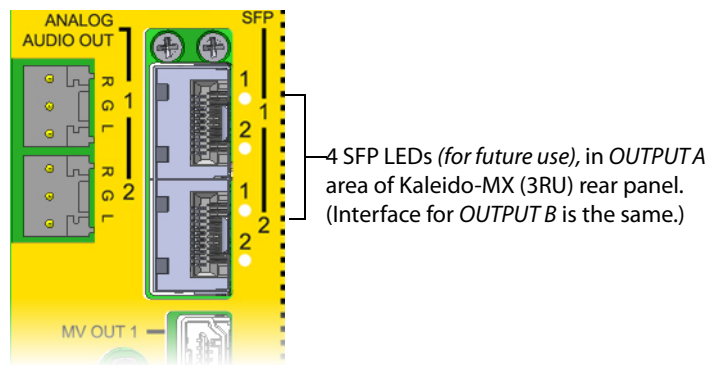 ANALOG
AUDIO OUT
SFP
R
G
L
1
R
G
L
2
1
2
1
1
2
2
MV OUT 1
4 SFP LEDs (for future use), in OUTPUT A
area of Kaleido-MX (3RU) rear panel.
(Interface for OUTPUT B is the same.)